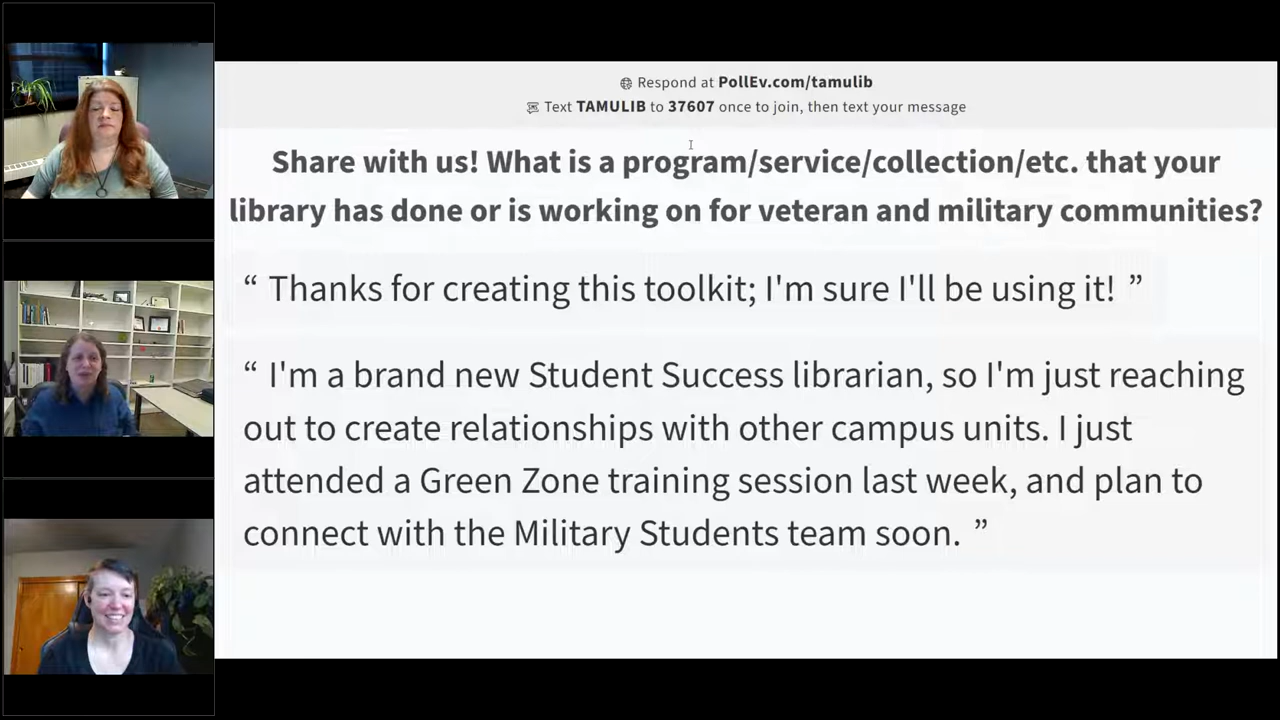 Respond at PollEv.com/tamulib
Text TAMULIB to 37607 once to join, then text your message
Share with us! What is a program/service/collection/etc. that your
library has done or is working on for veteran and military communities?
“ Thanks for creating this toolkit; I'm sure I'll be using it! ”
“ I'm a brand new Student Success librarian, so I'm just reaching
out to create relationships with other campus units. I just
attended a Green Zone training session last week, and plan to
connect with the Military Students team soon. ”